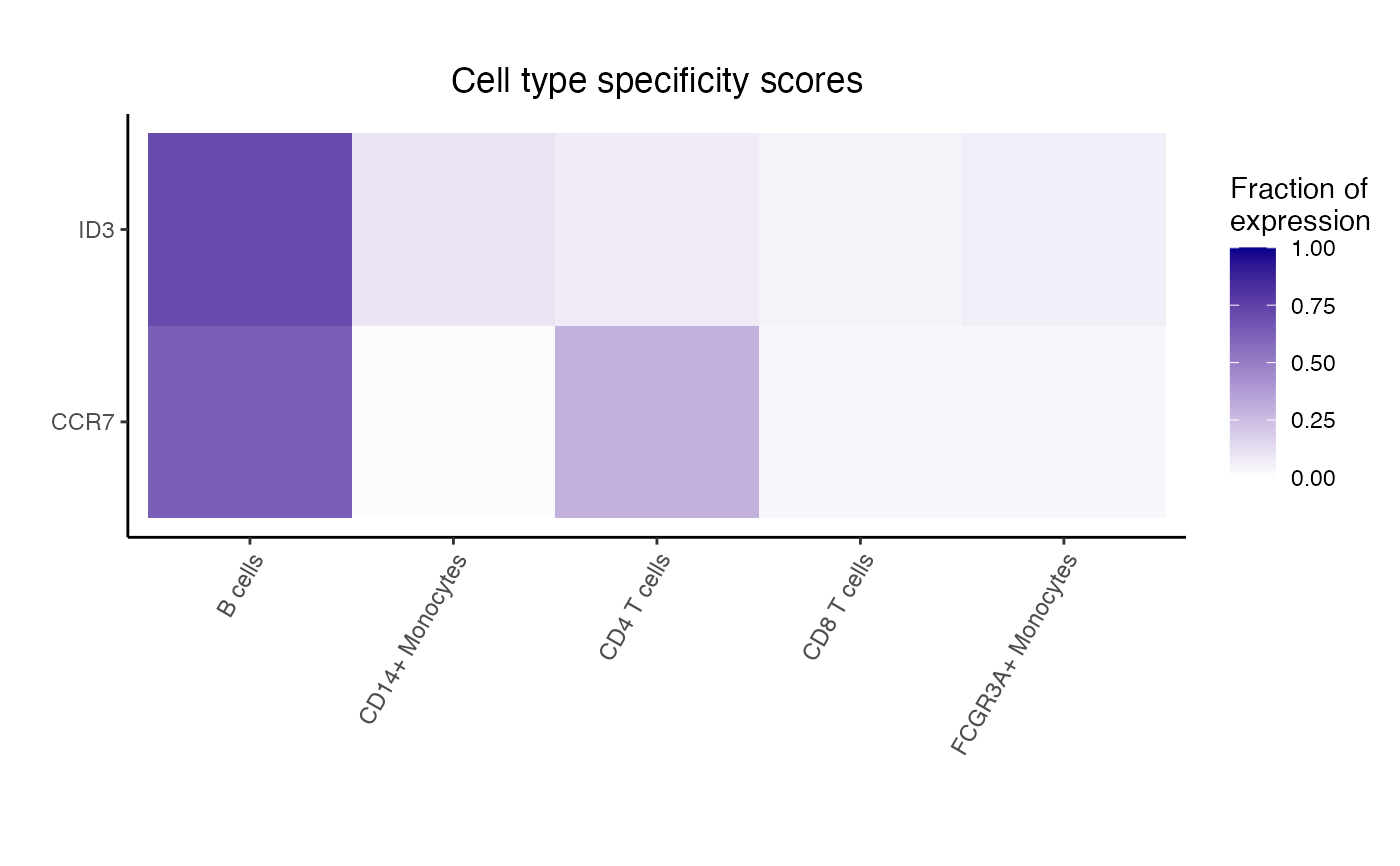 Cell type specificity scores
ID3
CCR7
B cells
CD14+ Monocytes
CD4 T cells
CD8 T cells
FCGR3A+ Monocytes
Fraction of
expression
1.00
0.75
0.50
0.25
0.00